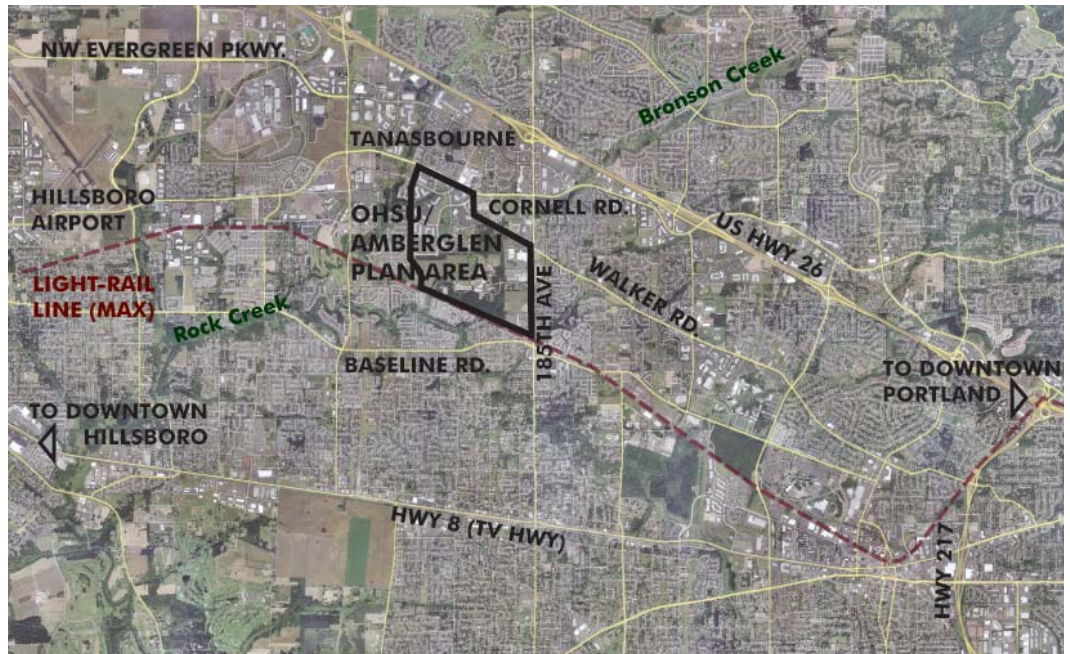 NW EVERGREEN PKWY.
Bronson Creek
TANASBOURNE
HILLSBORO
AIRPORT
OHSU/
AMBERGLEN
PLAN AREA
CORNELL RD.
US HWY 26
LIGHT-RAIL
LINE (MAX)
Rock Creek
WALKER RD.
185TH AVE
BASELINE RD.
TO DOWNTOWN
PORTLAND
TO DOWNTOWN
HILLSBORO
HWY 8 (TV HWY)
HWY 217